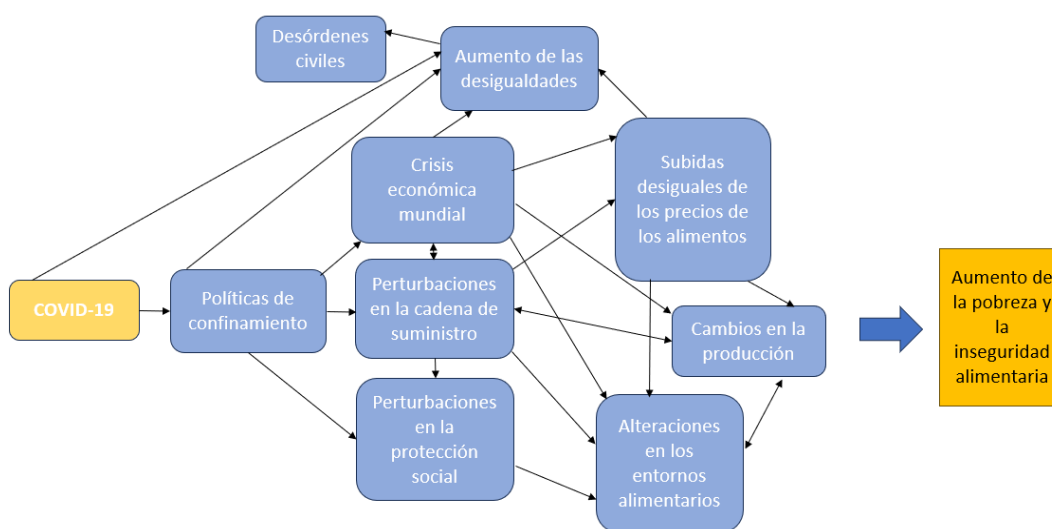 Desórdenes
civiles
Aumento de las
desigualdades
Crisis
económica
mundial
Subidas
desiguales de
los precios de
los alimentos
COVID-19
Políticas de
confinamiento
Perturbaciones
en la cadena de
suministro
Cambios en la
producción
Aumento de
la pobreza y
la
inseguridad
alimentaria
Perturbaciones
en la
protección
social
Alteraciones
en los
entornos
alimentarios